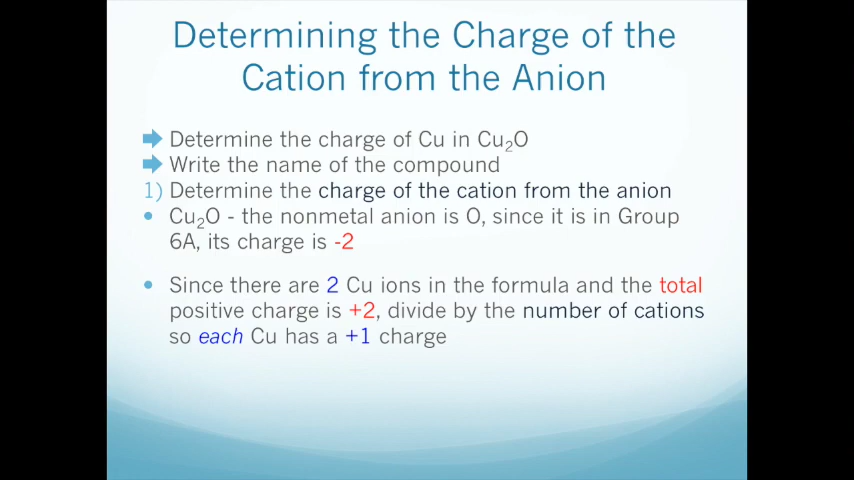 Determining the Charge of the
Cation from the Anion
Determine the charge of Cu in Cu₂O
Write the name of the compound
1) Determine the charge of the cation from the anion
• Cu₂O - the nonmetal anion is O, since it is in Group
6A, its charge is -2
• Since there are 2 Cu ions in the formula and the total
positive charge is +2, divide by the number of cations
so each Cu has a +1 charge